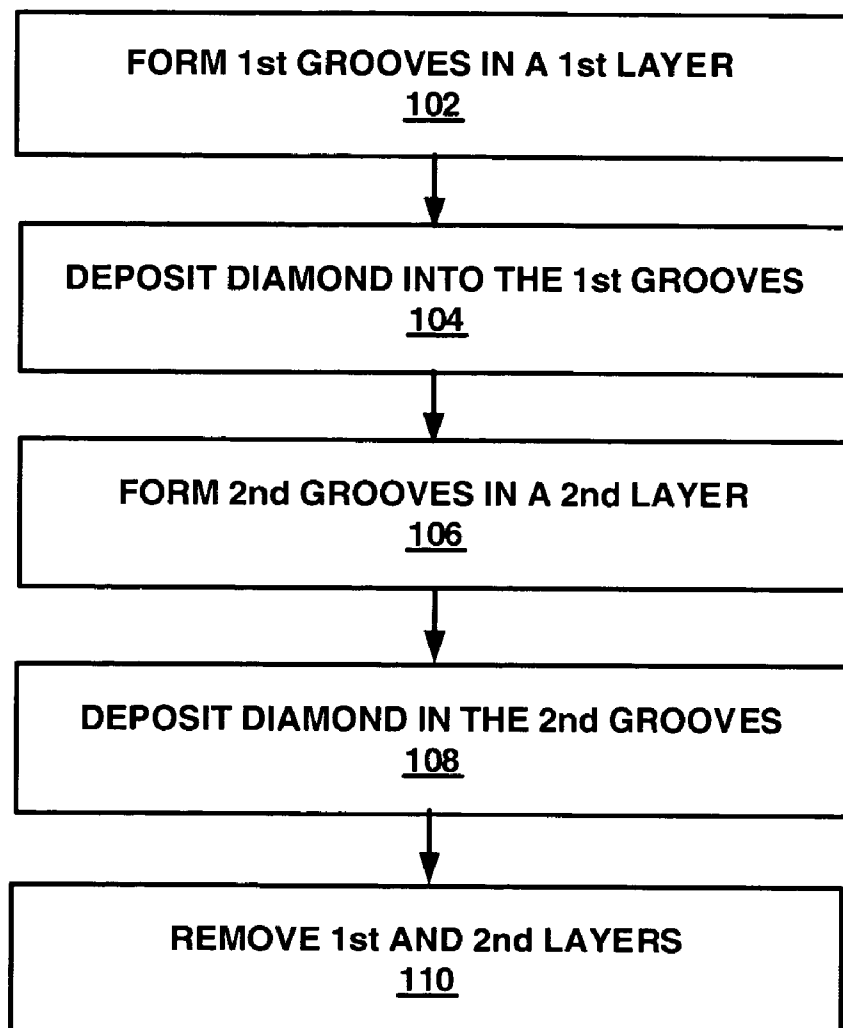 FORM 1st GROOVES IN A 1st LAYER
102
DEPOSIT DIAMOND INTO THE 1st GROOVES
104
FORM 2nd GROOVES IN A 2nd LAYER
106
DEPOSIT DIAMOND IN THE 2nd GROOVES
108
REMOVE 1st AND 2nd LAYERS
110